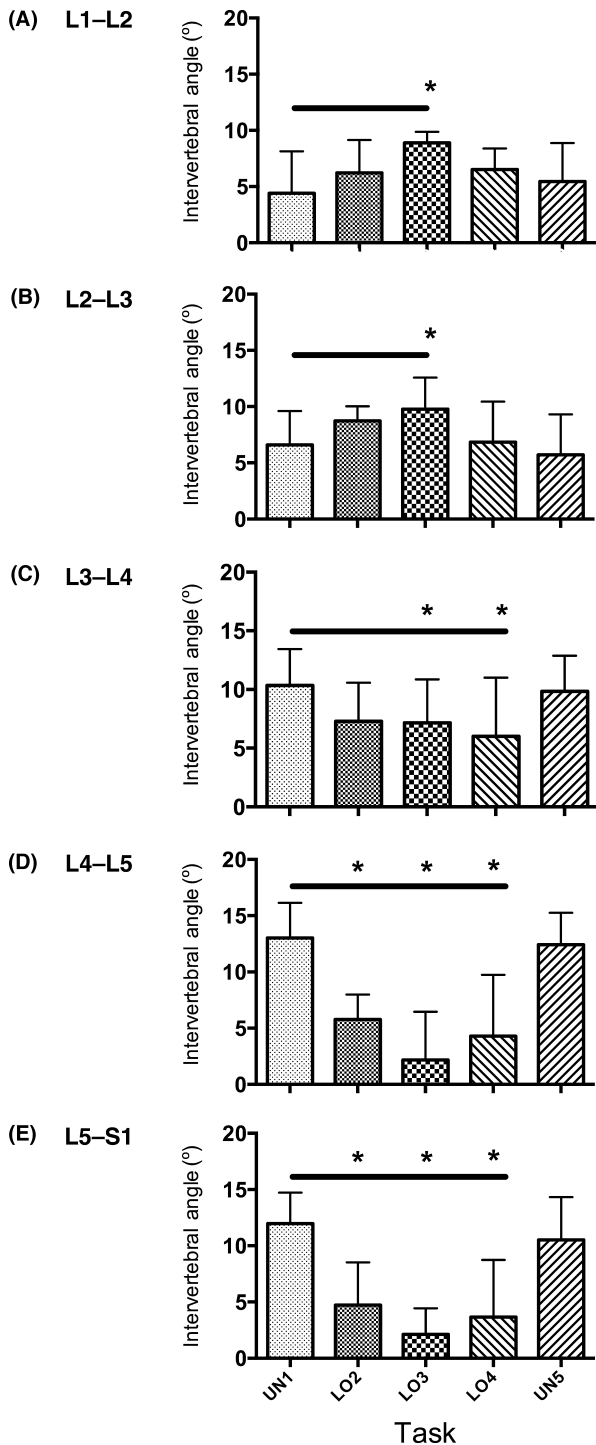 (A) L1–L2
Intervertebral angle (º)
20
15
10
5
0
*
(B) L2–L3
Intervertebral angle (º)
20
15
10
5
0
*
(C) L3–L4
Intervertebral angle (º)
20
15
10
5
0
* *
(D) L4–L5
Intervertebral angle (º)
20
15
10
5
0
* * *
(E) L5–S1
Intervertebral angle (º)
20
15
10
5
0
* * *
UN1 LO2 LO3 LO4 UN5
Task